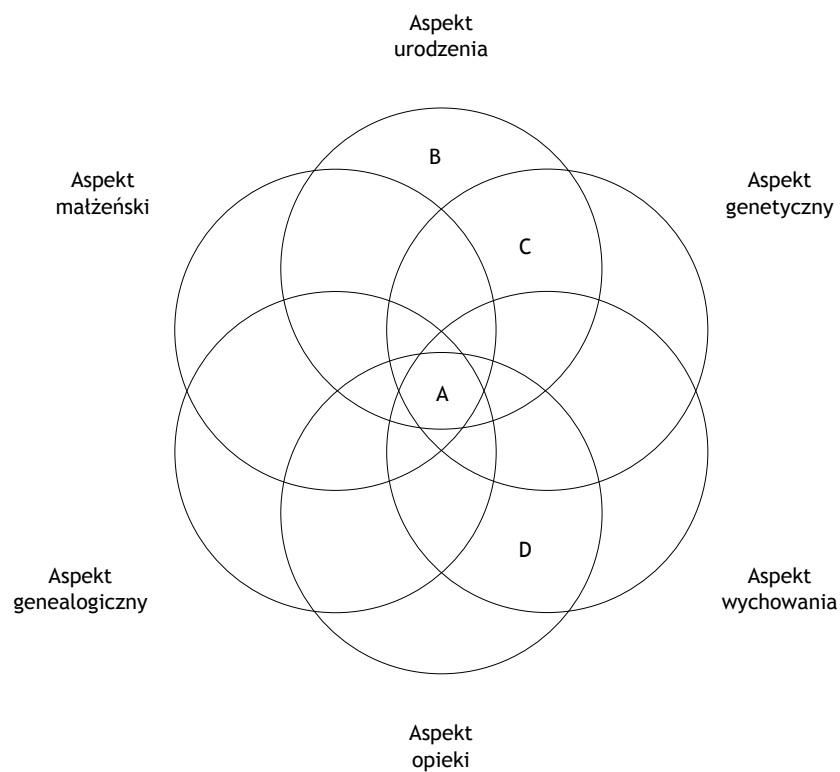 Aspekt
urodzenia
B
Aspekt
małżeński
Aspekt
genetyczny
C
A
D
Aspekt
genealogiczny
Aspekt
wychowania
Aspekt
opieki